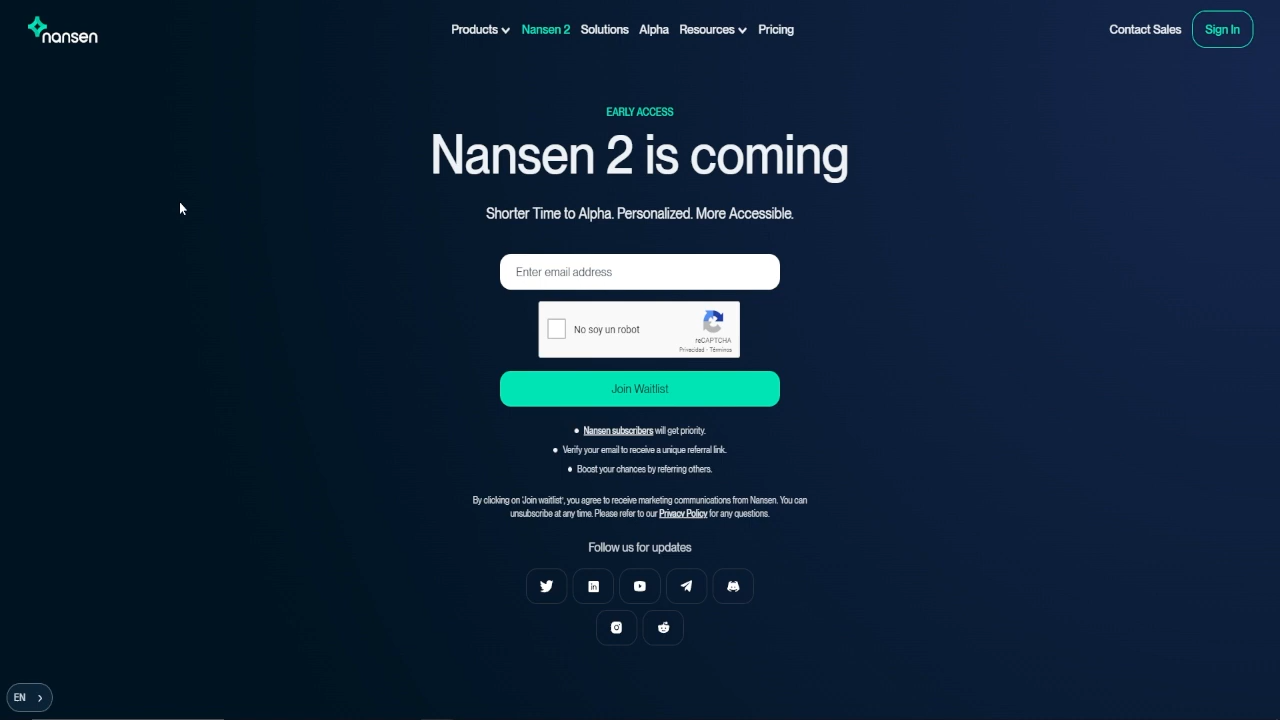 nansen
Products Nansen 2 Solutions Alpha Resources Pricing
Contact Sales Sign In
EARLY ACCESS
Nansen 2 is coming
Shorter Time to Alpha. Personalized. More Accessible.
Enter email address
No soy un robot
reCAPTCHA
Privacidad - Términos
Join Waitlist
Nansen subscribers will get priority.
Verify your email to receive a unique referral link.
Boost your chances by referring others.
By clicking on 'Join waitlist', you agree to receive marketing communications from Nansen. You can
unsubscribe at any time. Please refer to our Privacy Policy for any questions.
Follow us for updates
in
EN